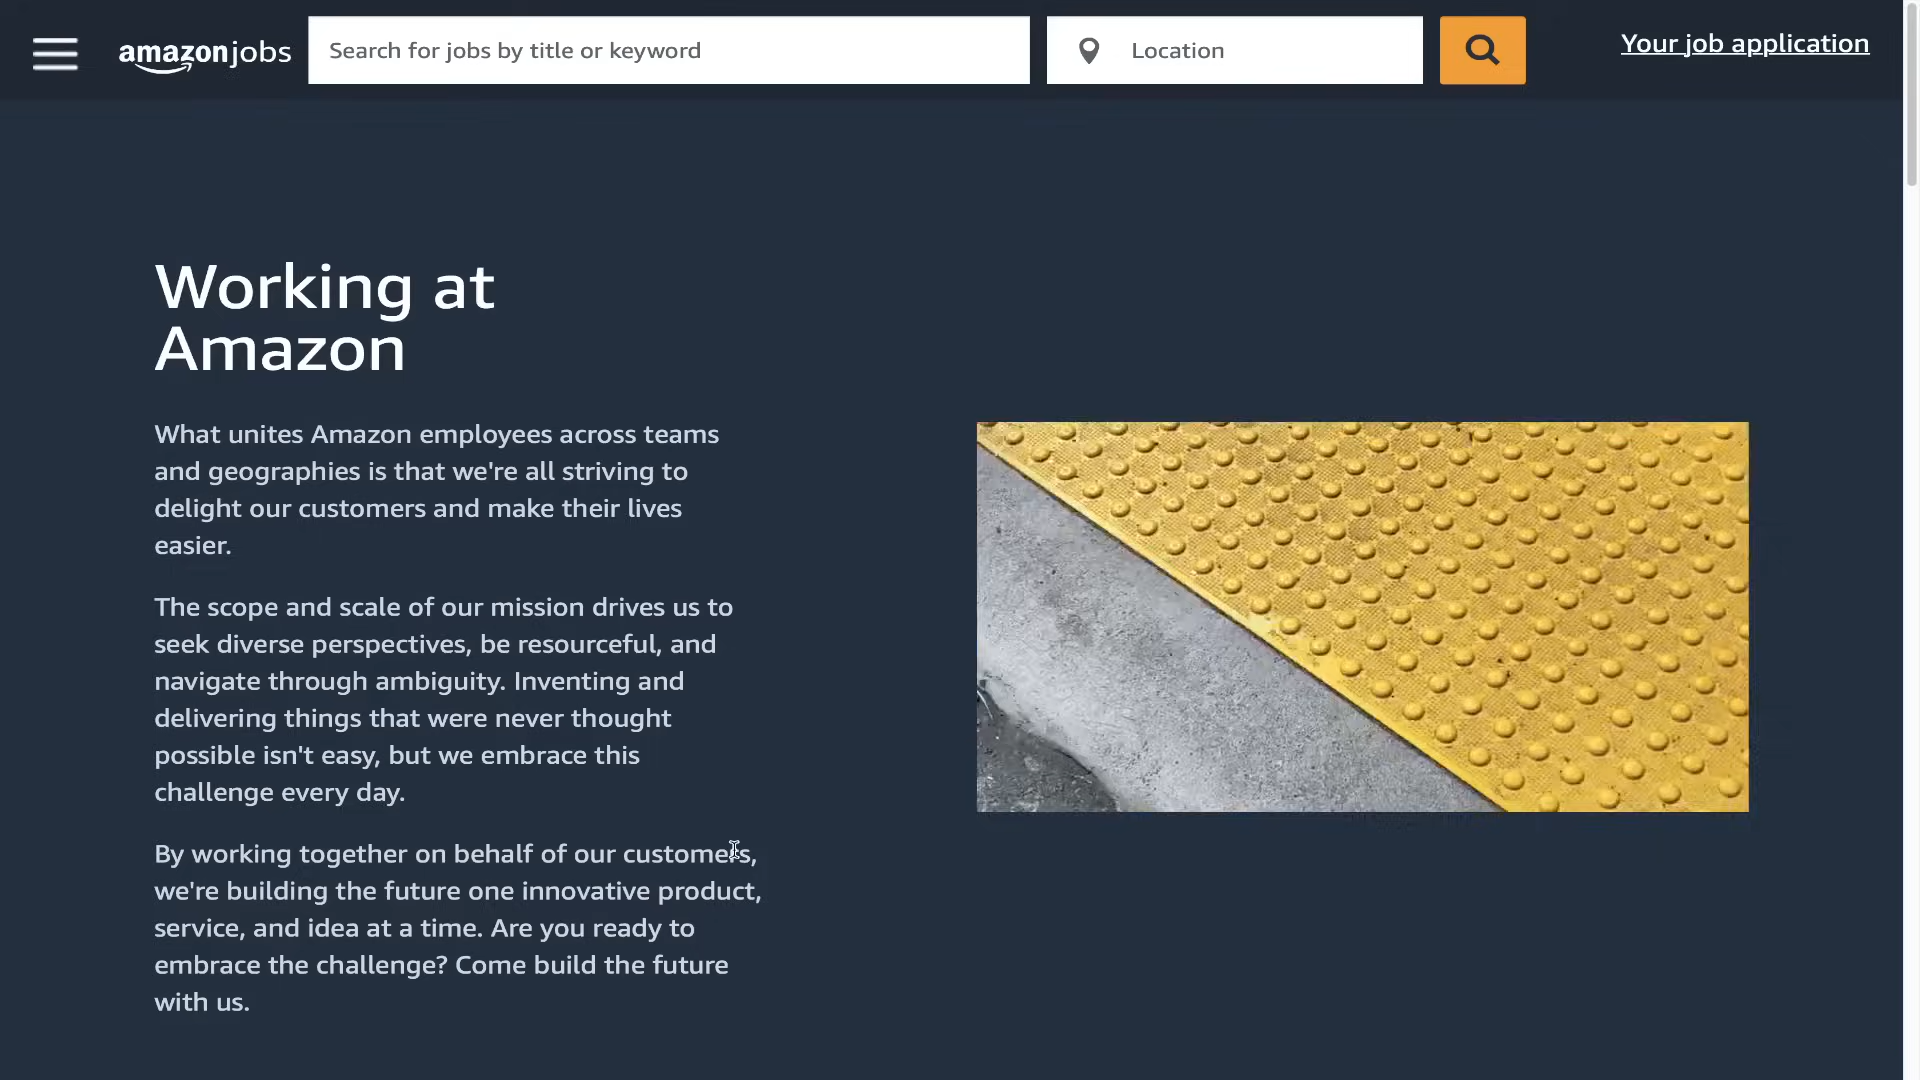 amazonjobs
Search for jobs by title or keyword
Location
Your job application
Working at
Amazon
What unites Amazon employees across teams
and geographies is that we're all striving to
delight our customers and make their lives
easier.
The scope and scale of our mission drives us to
seek diverse perspectives, be resourceful, and
navigate through ambiguity. Inventing and
delivering things that were never thought
possible isn't easy, but we embrace this
challenge every day.
By working together on behalf of our customers,
we're building the future one innovative product,
service, and idea at a time. Are you ready to
embrace the challenge? Come build the future
with us.